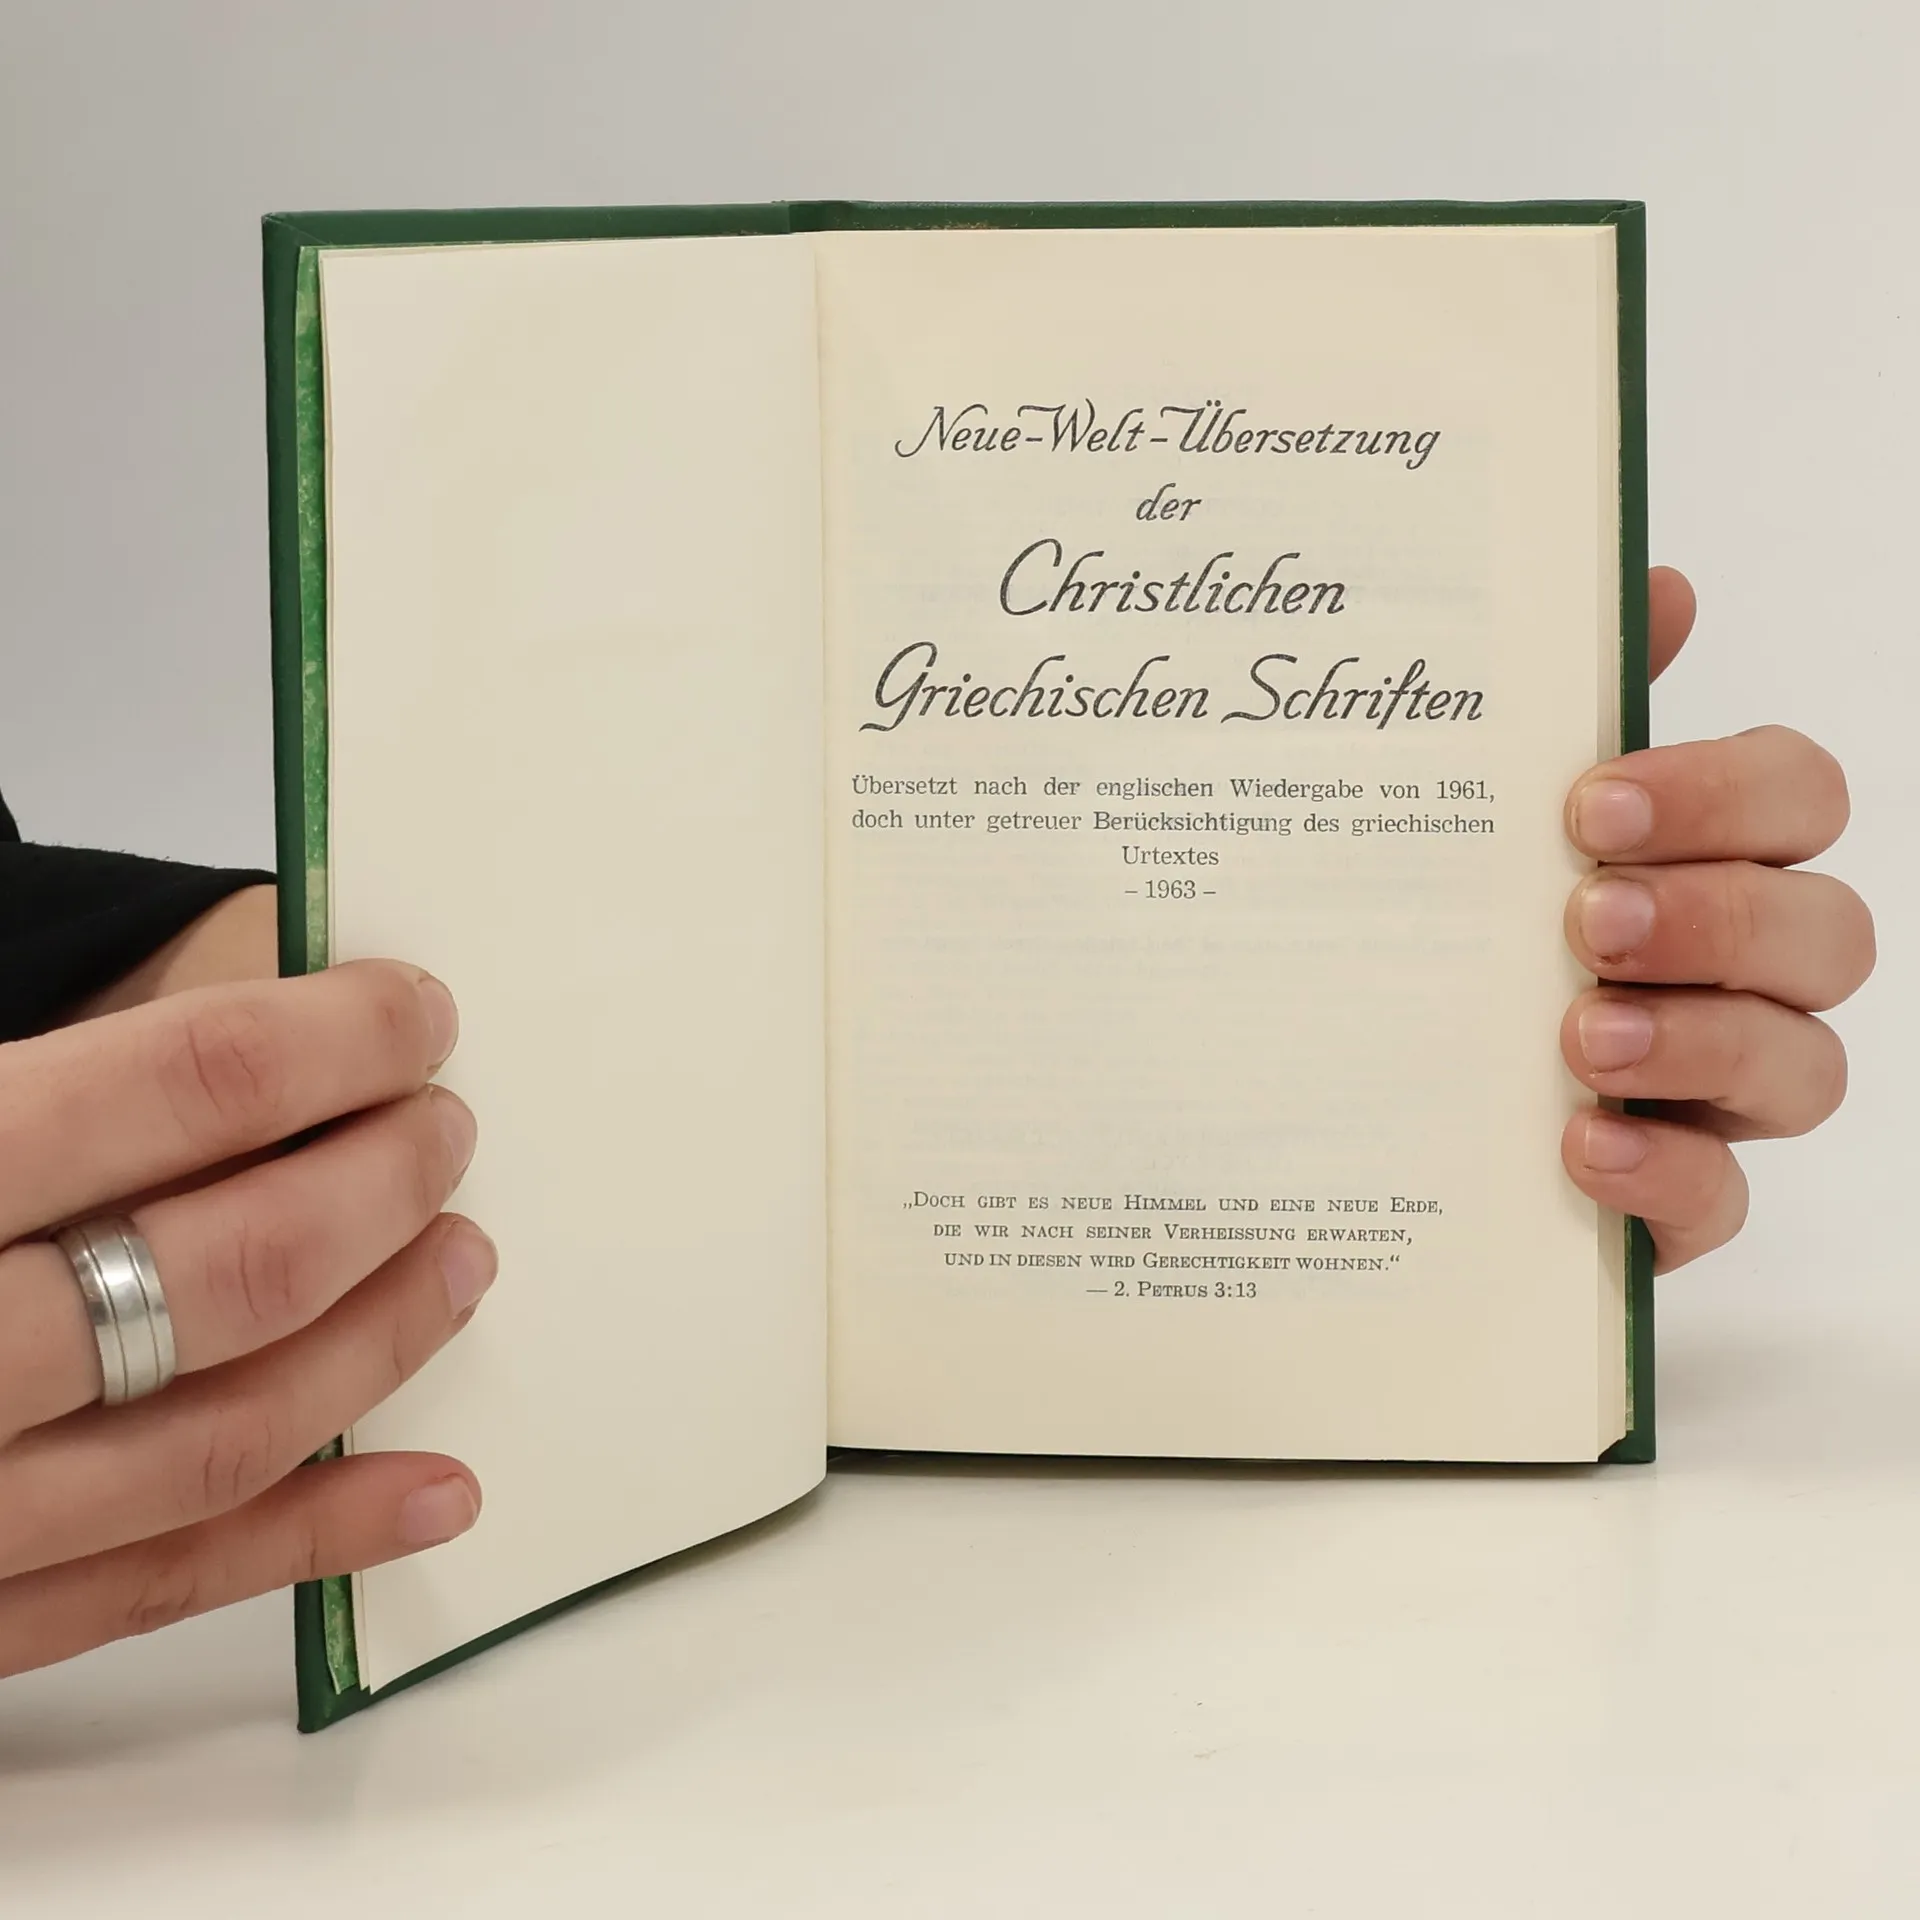 Neue-Welt-Übersetzung
der
Christlichen
Griechischen Schriften
Übersetzt nach der englischen Wiedergabe von 1961,
doch unter getreuer Berücksichtigung des griechischen
Urtextes
– 1963 –
„Doch gibt es neue Himmel und eine neue Erde,
die wir nach seiner Verheissung erwarten,
und in diesen wird Gerechtigkeit wohnen.“
— 2. Petrus 3:13